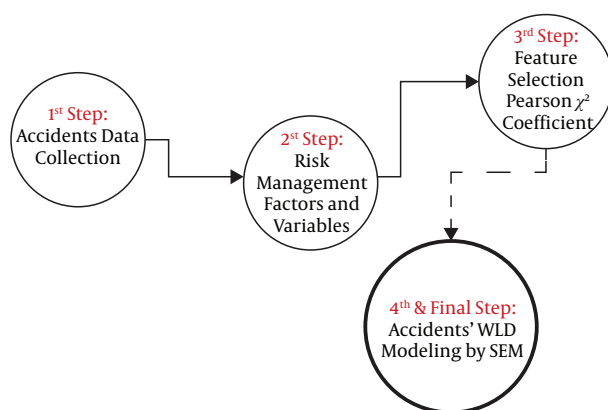 1st Step:
Accidents Data
Collection
2st Step:
Risk
Management
Factors and
Variables
3rd Step:
Feature
Selection
Pearson χ²
Coefficient
4th & Final Step:
Accidents' WLD
Modeling by SEM